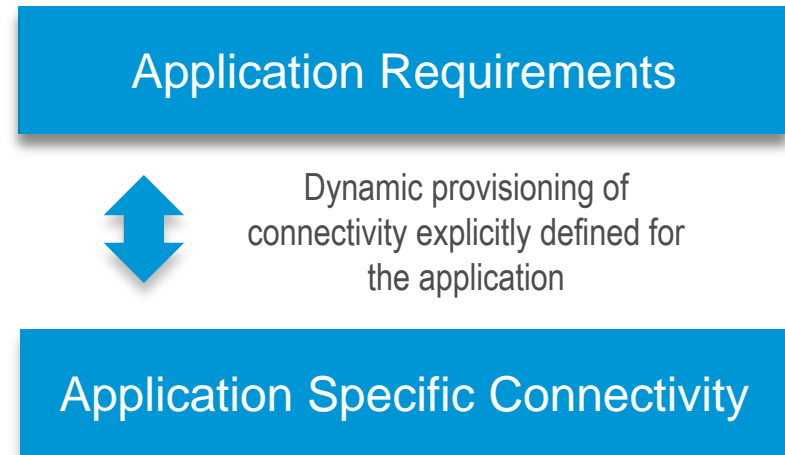 Application Requirements
Dynamic provisioning of
connectivity explicitly defined for
the application
Application Specific Connectivity